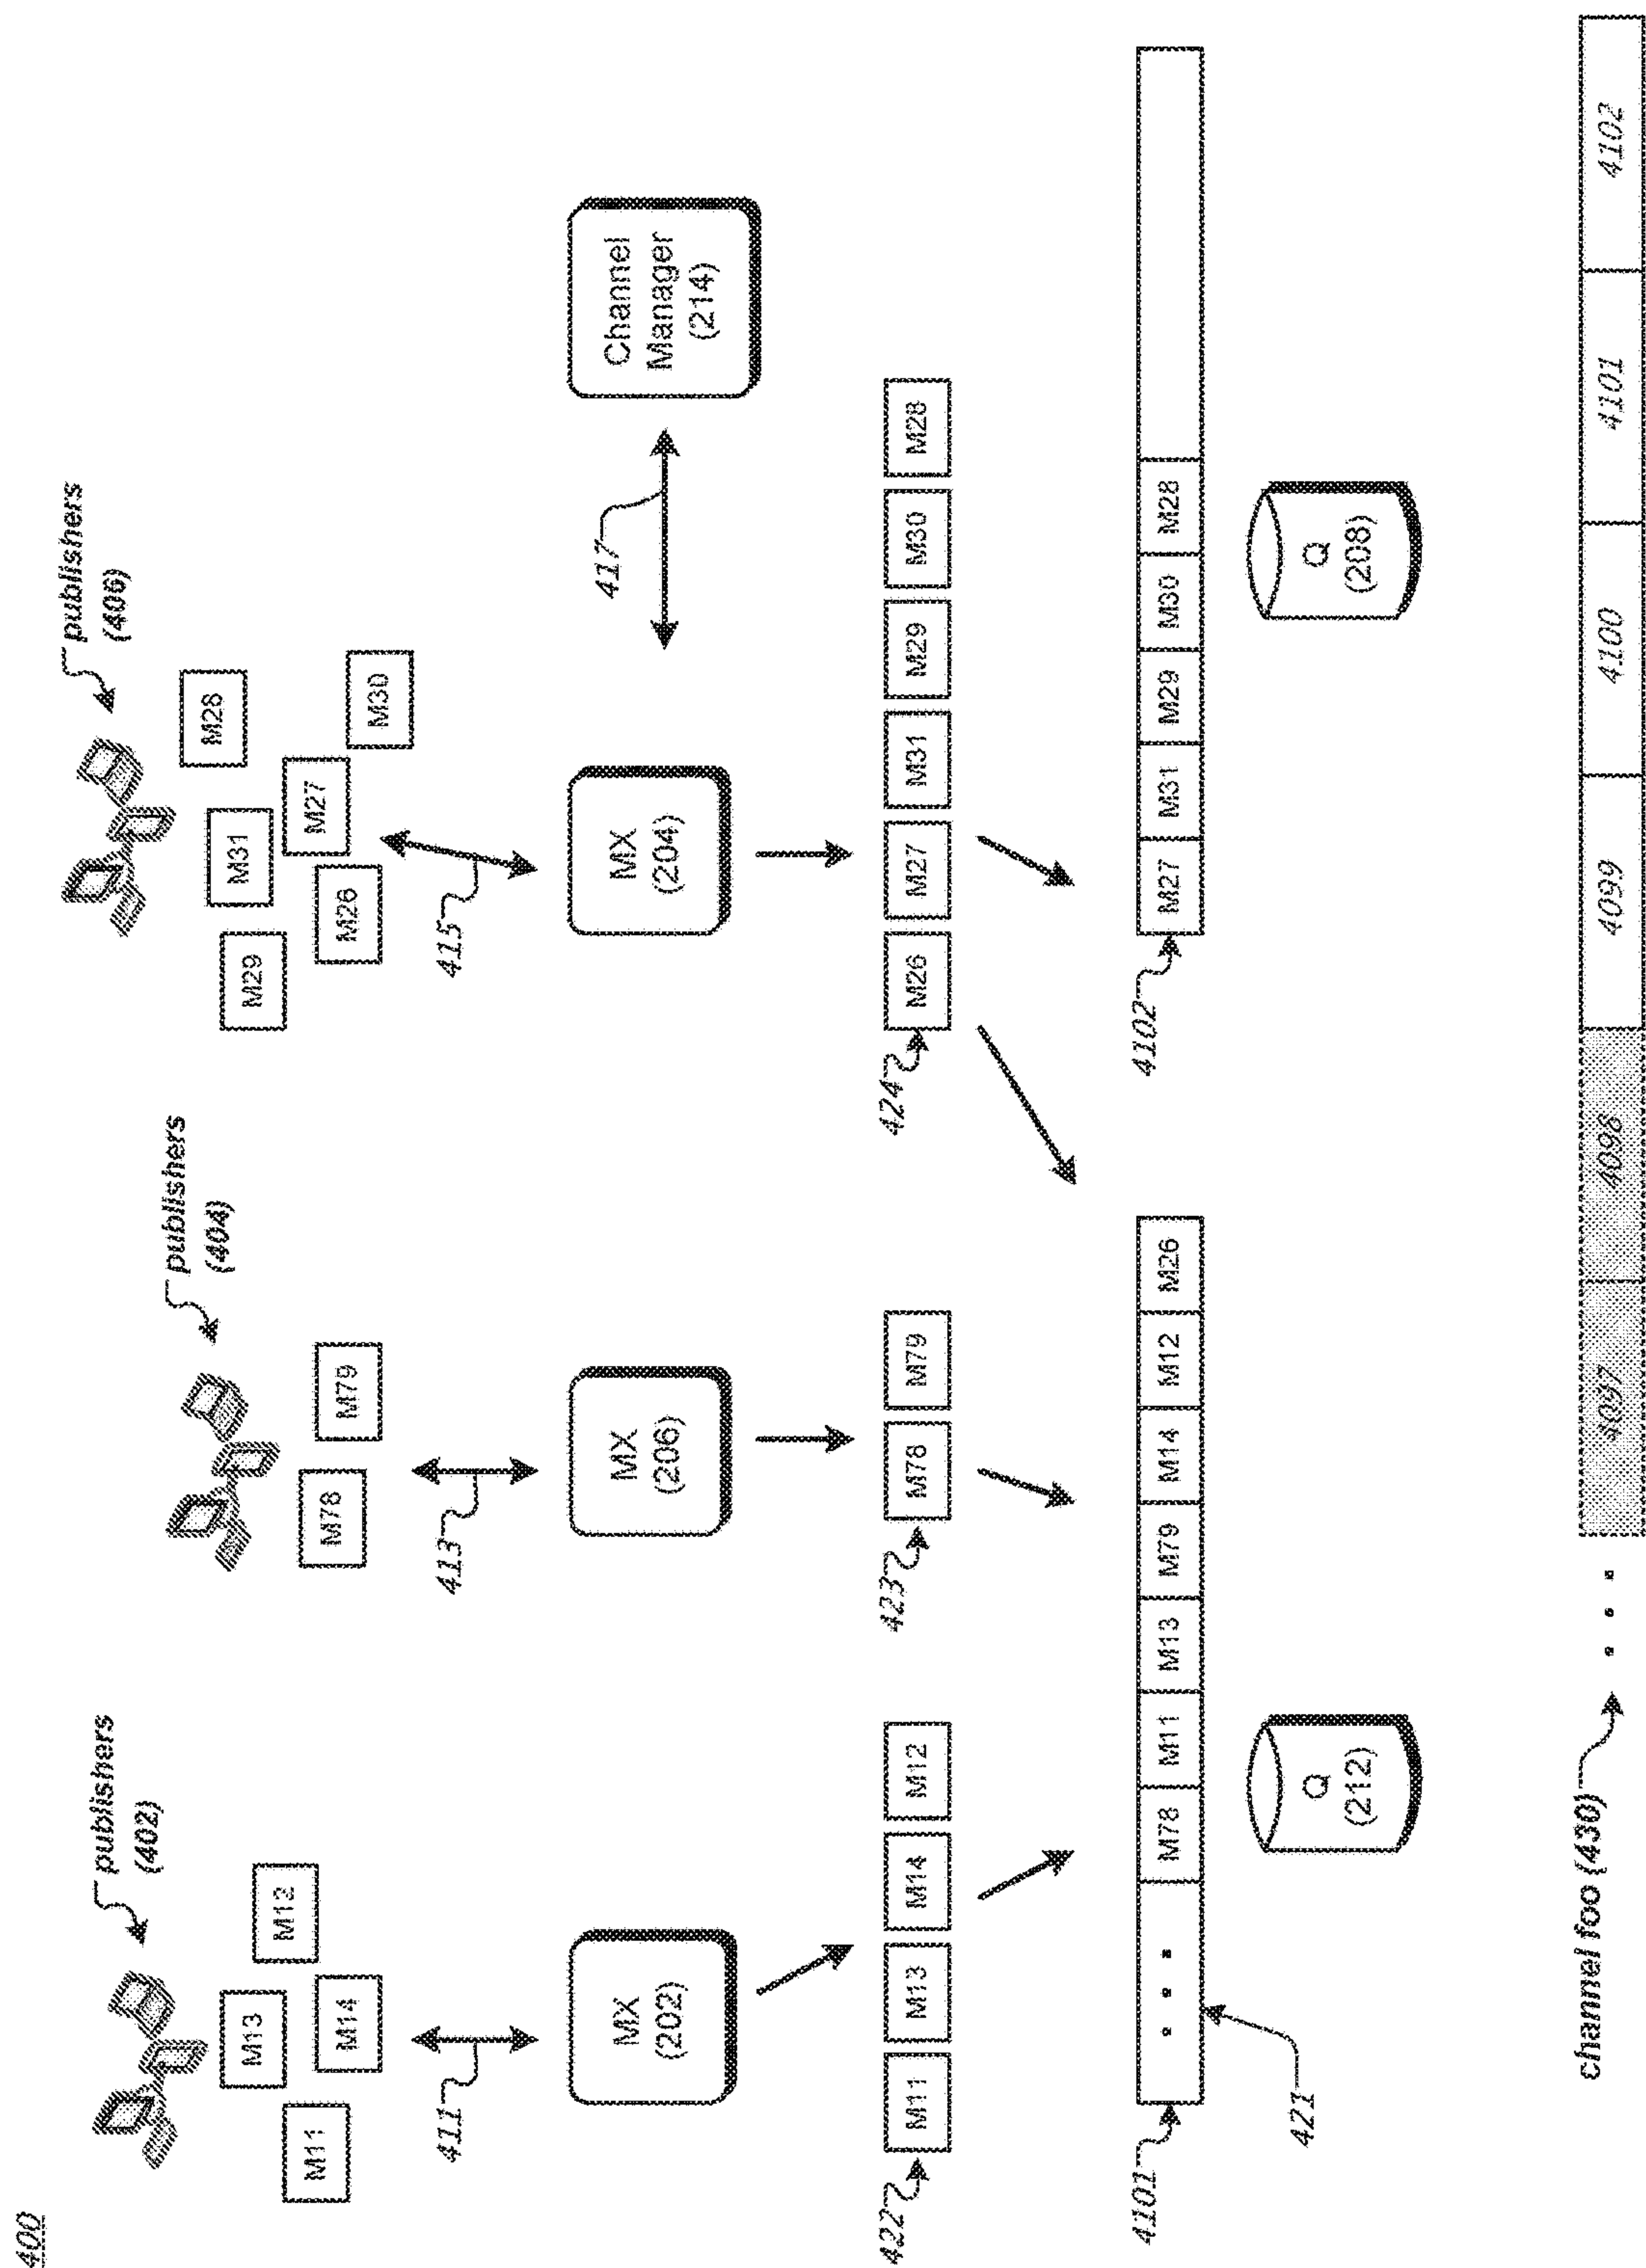 400
publishers
(402)
M11
M13
M14
M12
411
MX
(202)
422
M11
M13
M14
M12
publishers
(404)
M78
M79
413
MX
(206)
423
M78
M79
publishers
(406)
M29
M26
M31
M27
M28
M30
415
MX
(204)
417
Channel
Manager
(214)
424
M26
M27
M31
M29
M30
M28
4101
. . .
M78
M11
M13
M79
M14
M12
M26
421
Q
(212)
4102
M27
M31
M29
M30
M28
Q
(208)
channel foo (430)
. . .
4097
4098
4099
4100
4101
4102